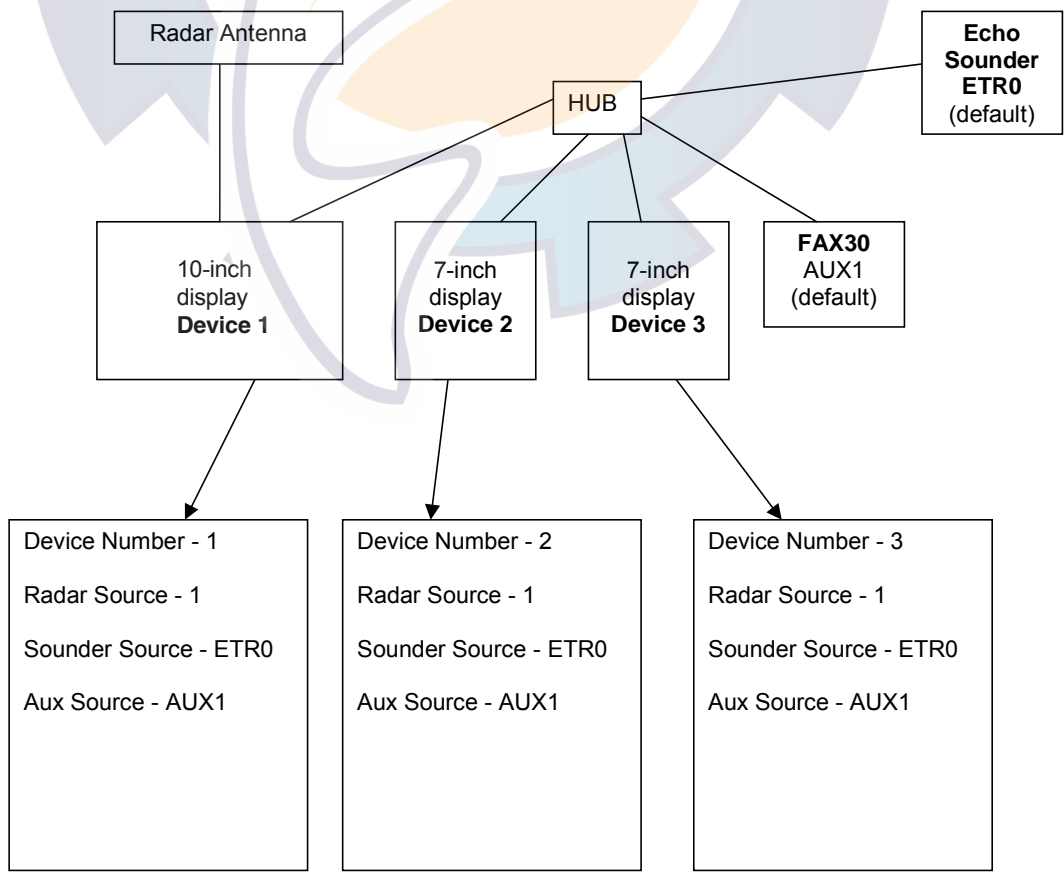 Radar Antenna
HUB
Echo
Sounder
ETR0
(default)
10-inch
display
Device 1
7-inch
display
Device 2
7-inch
display
Device 3
FAX30
AUX1
(default)
Device Number - 1
Radar Source - 1
Sounder Source - ETR0
Aux Source - AUX1
Device Number - 2
Radar Source - 1
Sounder Source - ETR0
Aux Source - AUX1
Device Number - 3
Radar Source - 1
Sounder Source - ETR0
Aux Source - AUX1